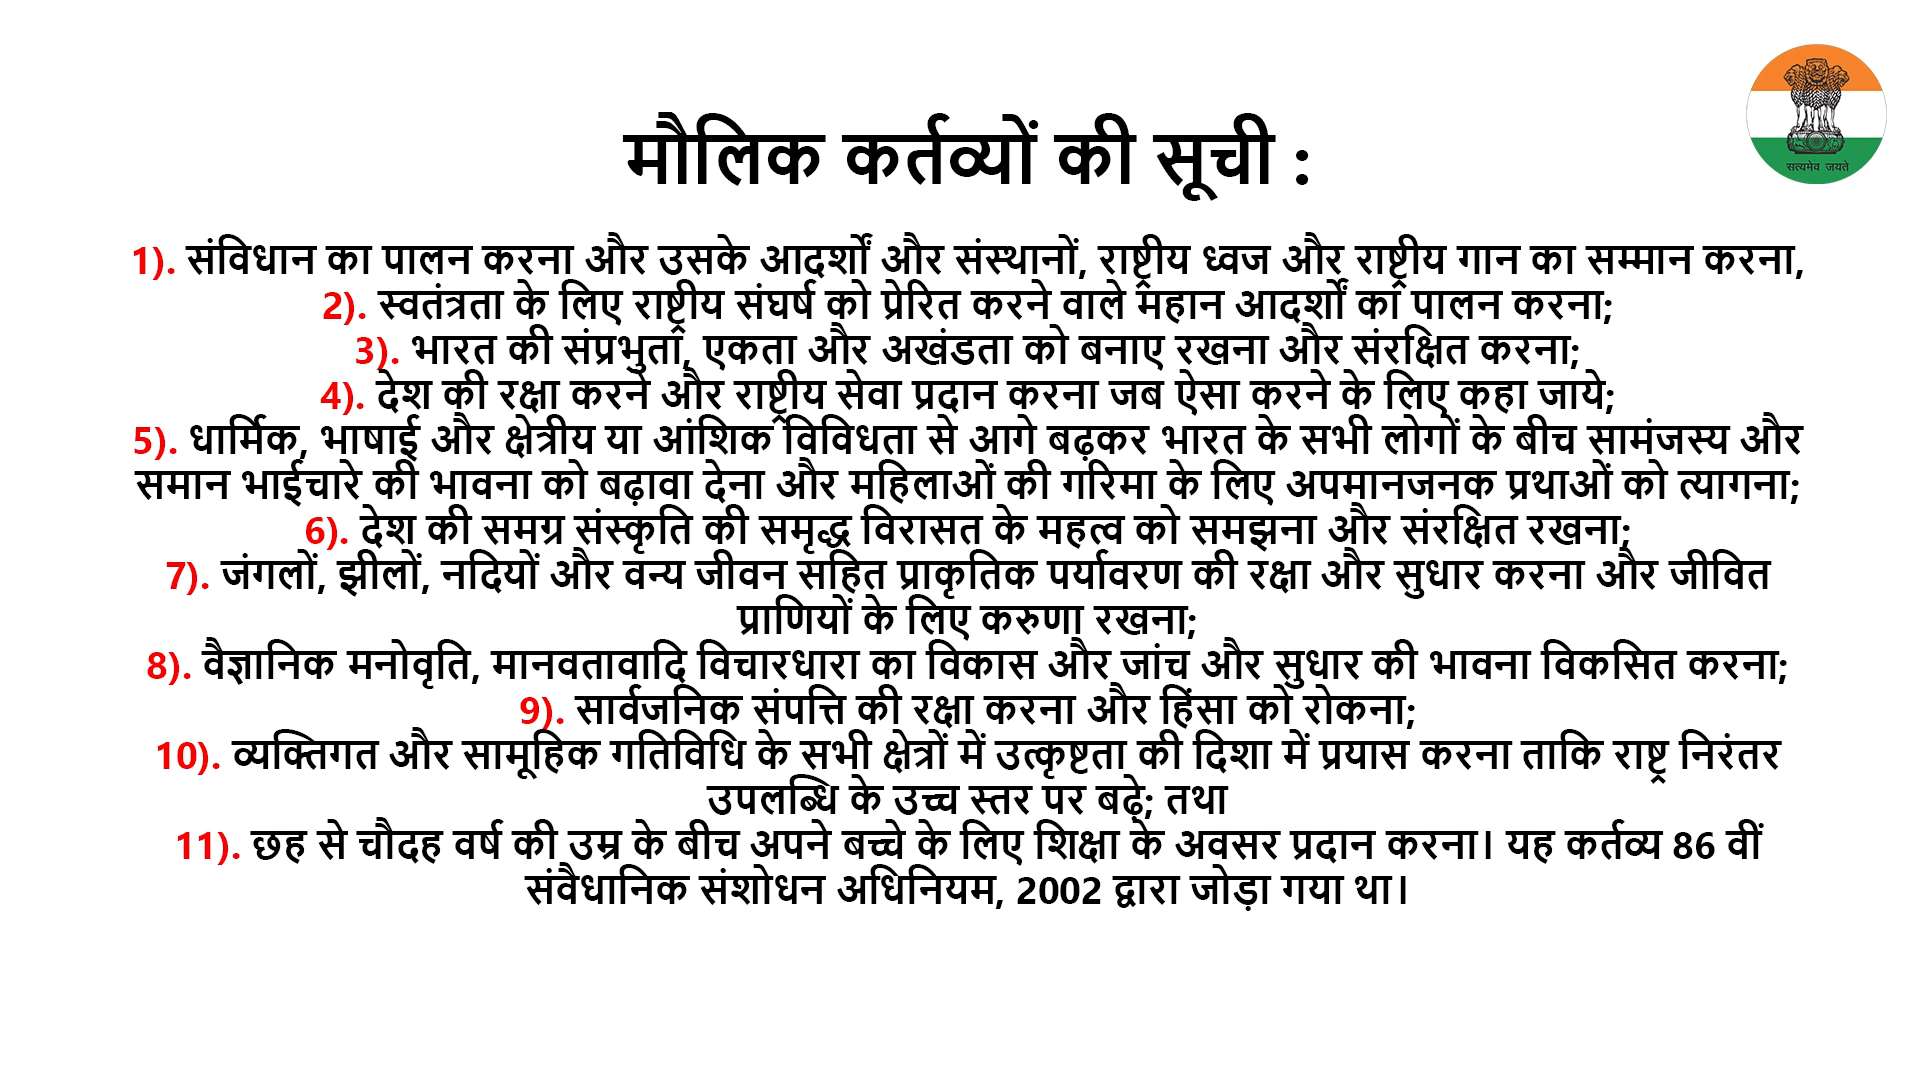 सत्यमेव जयते
मौलिक कर्तव्यों की सूची :
1). संविधान का पालन करना और उसके आदर्शों और संस्थानों, राष्ट्रीय ध्वज और राष्ट्रीय गान का सम्मान करना,
2). स्वतंत्रता के लिए राष्ट्रीय संघर्ष को प्रेरित करने वाले महान आदर्शों का पालन करना;
3). भारत की संप्रभुता, एकता और अखंडता को बनाए रखना और संरक्षित करना;
4). देश की रक्षा करने और राष्ट्रीय सेवा प्रदान करना जब ऐसा करने के लिए कहा जाये;
5). धार्मिक, भाषाई और क्षेत्रीय या आंशिक विविधता से आगे बढ़कर भारत के सभी लोगों के बीच सामंजस्य और
समान भाईचारे की भावना को बढ़ावा देना और महिलाओं की गरिमा के लिए अपमानजनक प्रथाओं को त्यागना;
6). देश की समग्र संस्कृति की समृद्ध विरासत के महत्व को समझना और संरक्षित रखना;
7). जंगलों, झीलों, नदियों और वन्य जीवन सहित प्राकृतिक पर्यावरण की रक्षा और सुधार करना और जीवित
प्राणियों के लिए करुणा रखना;
8). वैज्ञानिक मनोवृति, मानवतावादि विचारधारा का विकास और जांच और सुधार की भावना विकसित करना;
9). सार्वजनिक संपत्ति की रक्षा करना और हिंसा को रोकना;
10). व्यक्तिगत और सामूहिक गतिविधि के सभी क्षेत्रों में उत्कृष्टता की दिशा में प्रयास करना ताकि राष्ट्र निरंतर
उपलब्धि के उच्च स्तर पर बढ़े; तथा
11). छह से चौदह वर्ष की उम्र के बीच अपने बच्चे के लिए शिक्षा के अवसर प्रदान करना। यह कर्तव्य 86 वीं
संवैधानिक संशोधन अधिनियम, 2002 द्वारा जोड़ा गया था।